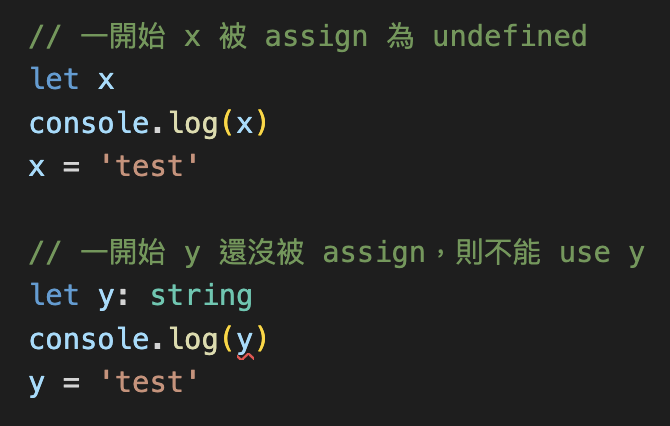 // 一開始 x 被 assign 為 undefined
let x
console.log(x)
x = 'test'
// 一開始 y 還沒被 assign，則不能 use y
let y: string
console.log(y)
y = 'test'